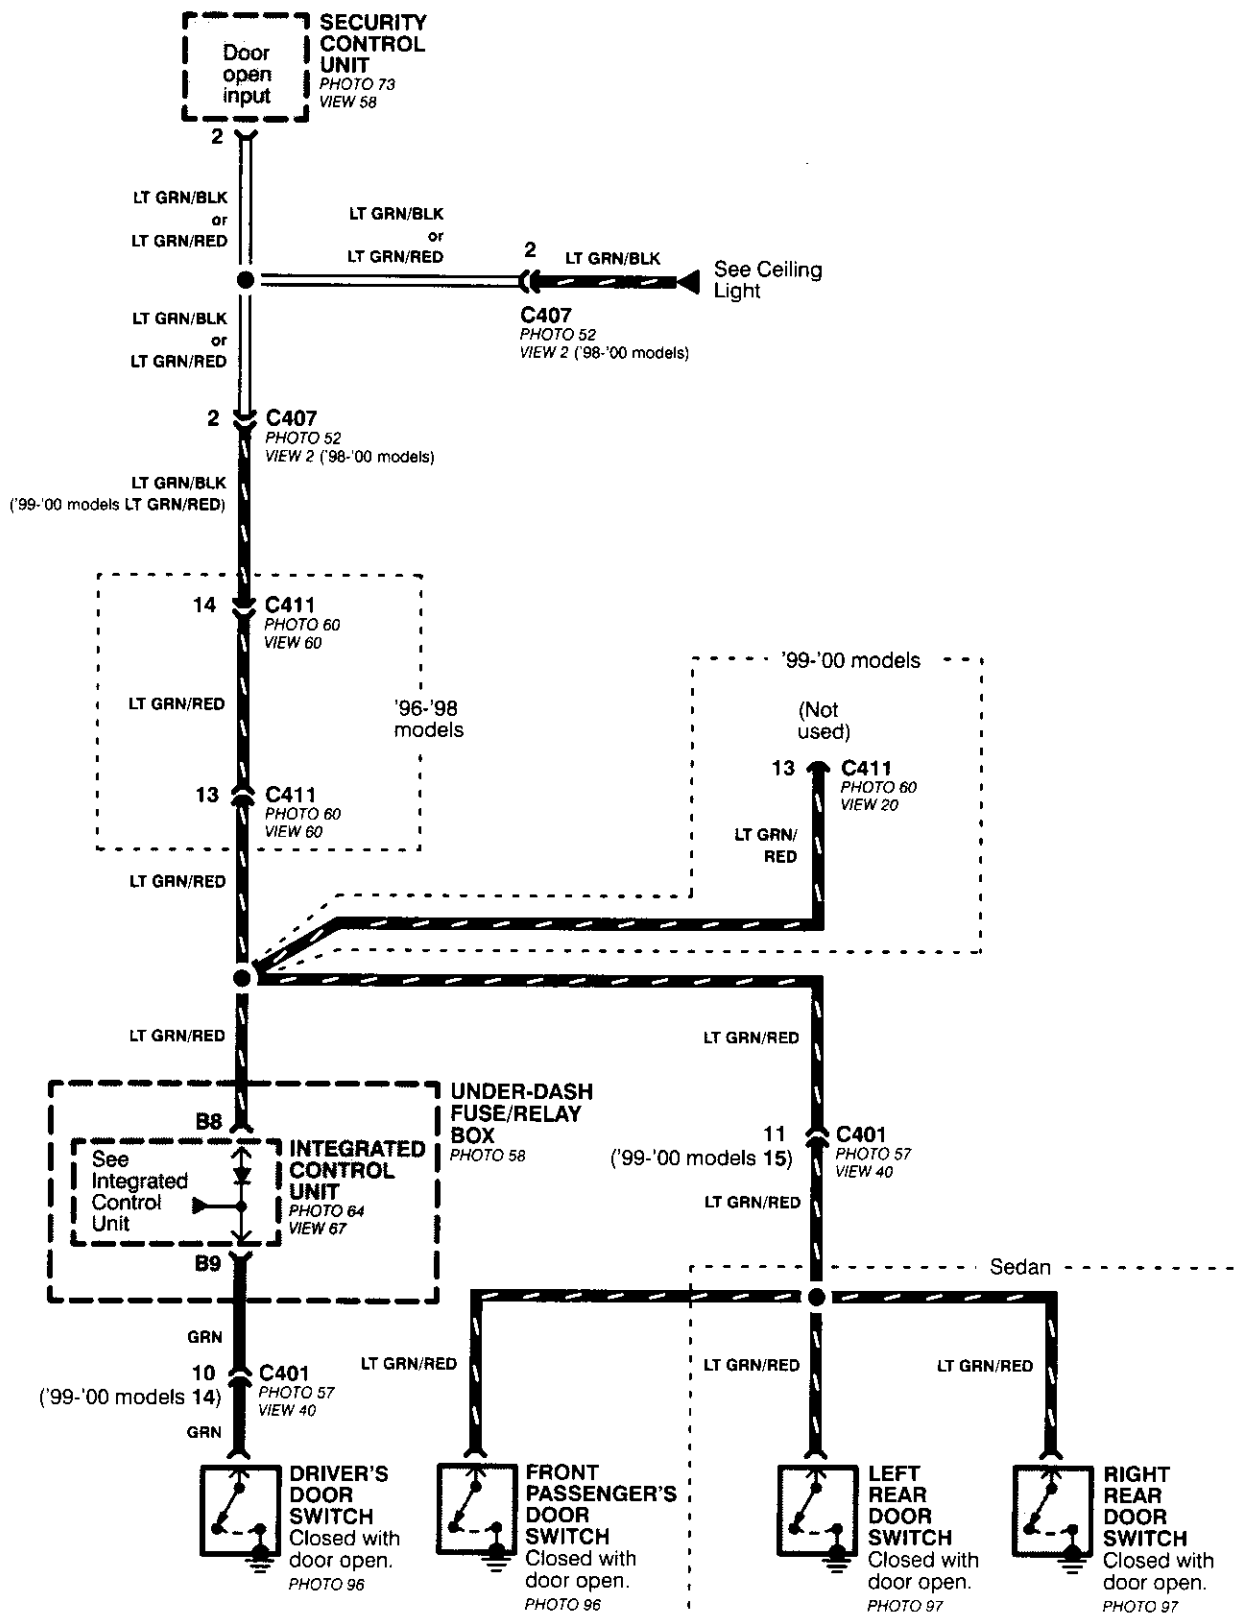 SECURITY
CONTROL
UNIT
PHOTO 73
VIEW 58
Door
open
input
2
LT GRN/BLK
or
LT GRN/RED
LT GRN/BLK
or
LT GRN/RED
2
LT GRN/BLK
See Ceiling
Light
C407
PHOTO 52
VIEW 2 ('98-'00 models)
LT GRN/BLK
or
LT GRN/RED
2
C407
PHOTO 52
VIEW 2 ('98-'00 models)
LT GRN/BLK
('99-'00 models LT GRN/RED)
14
C411
PHOTO 60
VIEW 60
LT GRN/RED
'96-'98
models
13
C411
PHOTO 60
VIEW 60
'99-'00 models
(Not
used)
13
C411
PHOTO 60
VIEW 20
LT GRN/
RED
LT GRN/RED
LT GRN/RED
LT GRN/RED
UNDER-DASH
FUSE/RELAY
BOX
PHOTO 58
B8
See
Integrated
Control
Unit
INTEGRATED
CONTROL
UNIT
PHOTO 64
VIEW 67
B9
11
('99-'00 models 15)
C401
PHOTO 57
VIEW 40
LT GRN/RED
Sedan
GRN
10
('99-'00 models 14)
C401
PHOTO 57
VIEW 40
GRN
LT GRN/RED
LT GRN/RED
LT GRN/RED
DRIVER'S
DOOR
SWITCH
Closed with
door open.
PHOTO 96
FRONT
PASSENGER'S
DOOR
SWITCH
Closed with
door open.
PHOTO 96
LEFT
REAR
DOOR
SWITCH
Closed with
door open.
PHOTO 97
RIGHT
REAR
DOOR
SWITCH
Closed with
door open.
PHOTO 97